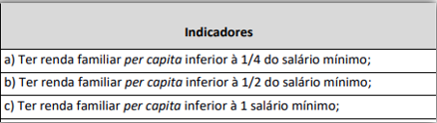 Indicadores
a) Ter renda familiar per capita inferior à 1/4 do salário mínimo;
b) Ter renda familiar per capita inferior à 1/2 do salário mínimo;
c) Ter renda familiar per capita inferior à 1 salário mínimo;